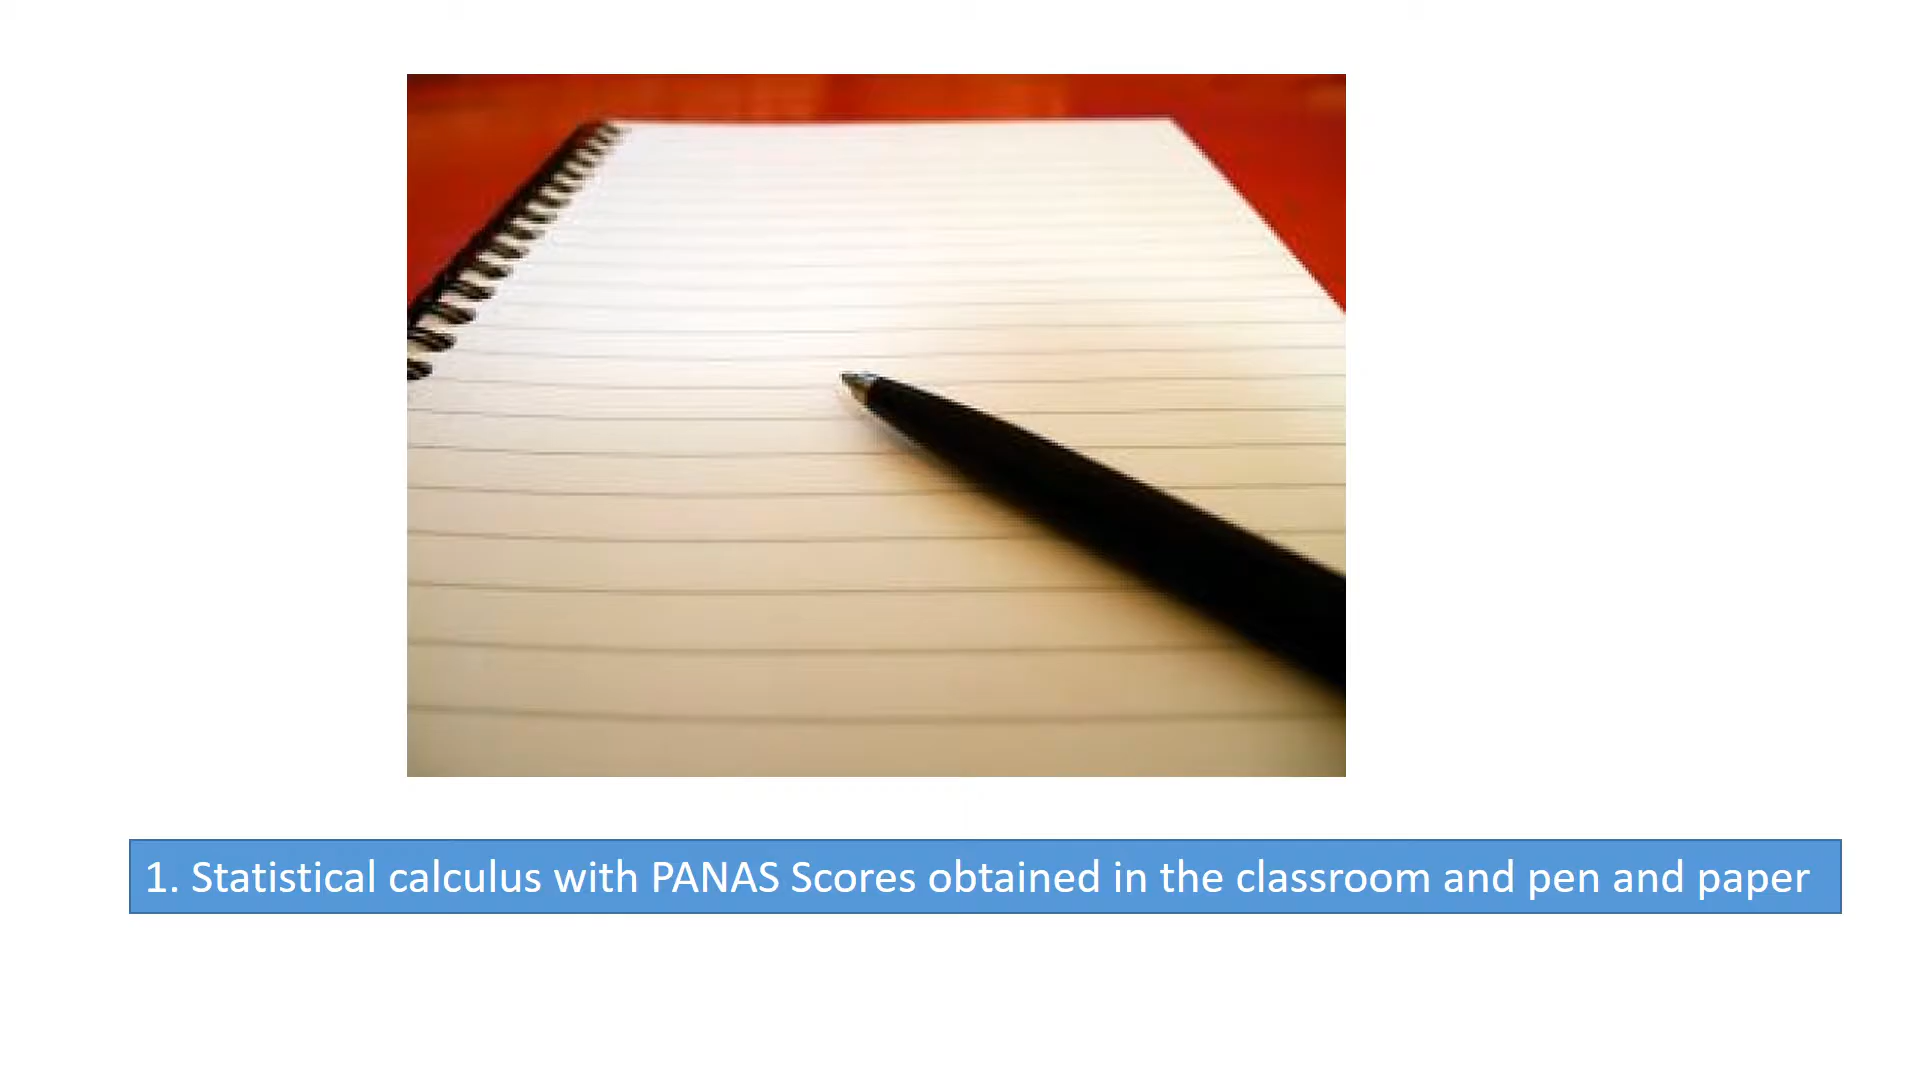 1. Statistical calculus with PANAS Scores obtained in the classroom and pen and paper